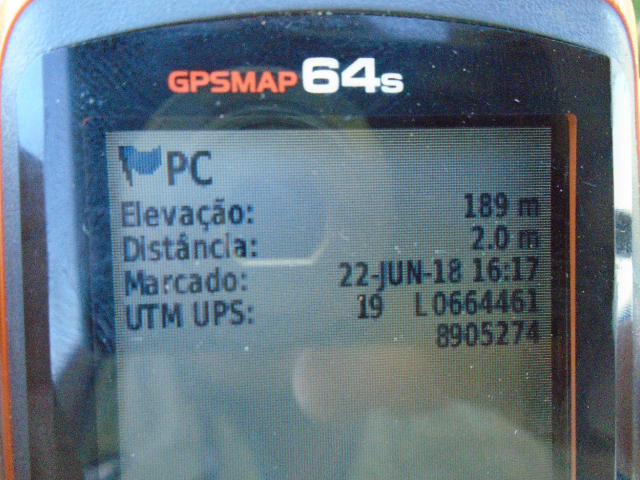 GPSMAP 64s
PC
Elevação: 189 m
Distância: 2.0 m
Marcado: 22-JUN-18 16:17
UTM UPS: 19 L 0664461
8905274